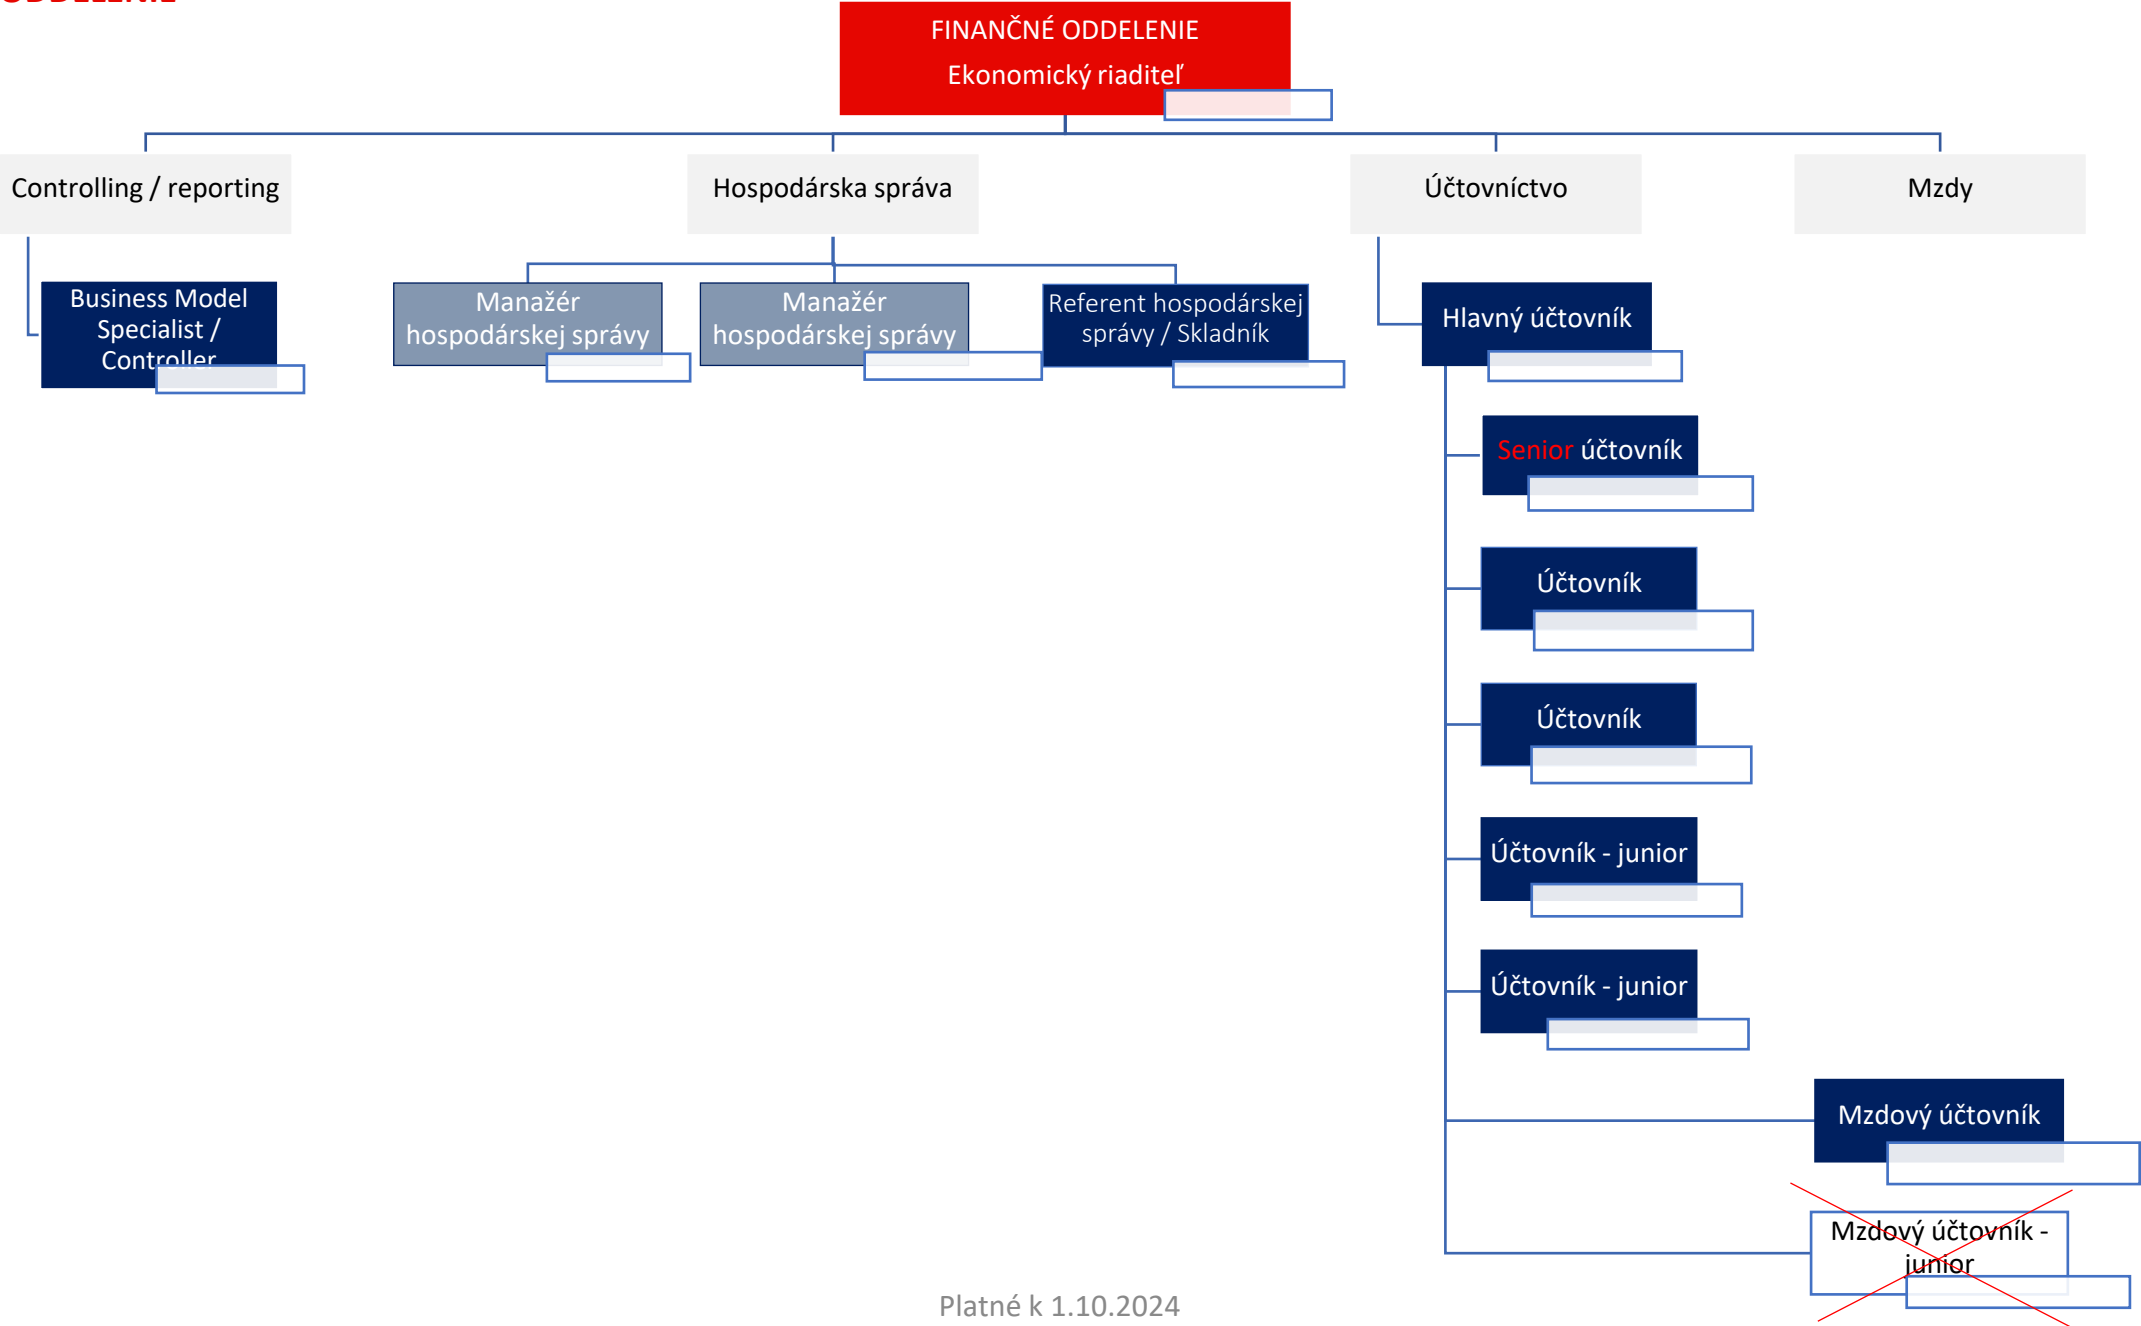 ODDELENIE
FINANČNÉ ODDELENIE
Ekonomický riaditeľ
Controlling / reporting
Hospodárska správa
Účtovníctvo
Mzdy
Business Model
Specialist /
Controller
Manažér
hospodárskej správy
Manažér
hospodárskej správy
Referent hospodárskej
správy / Skladník
Hlavný účtovník
Senior účtovník
Účtovník
Účtovník
Účtovník - junior
Účtovník - junior
Mzdový účtovník
Mzdový účtovník -
junior
Platné k 1.10.2024